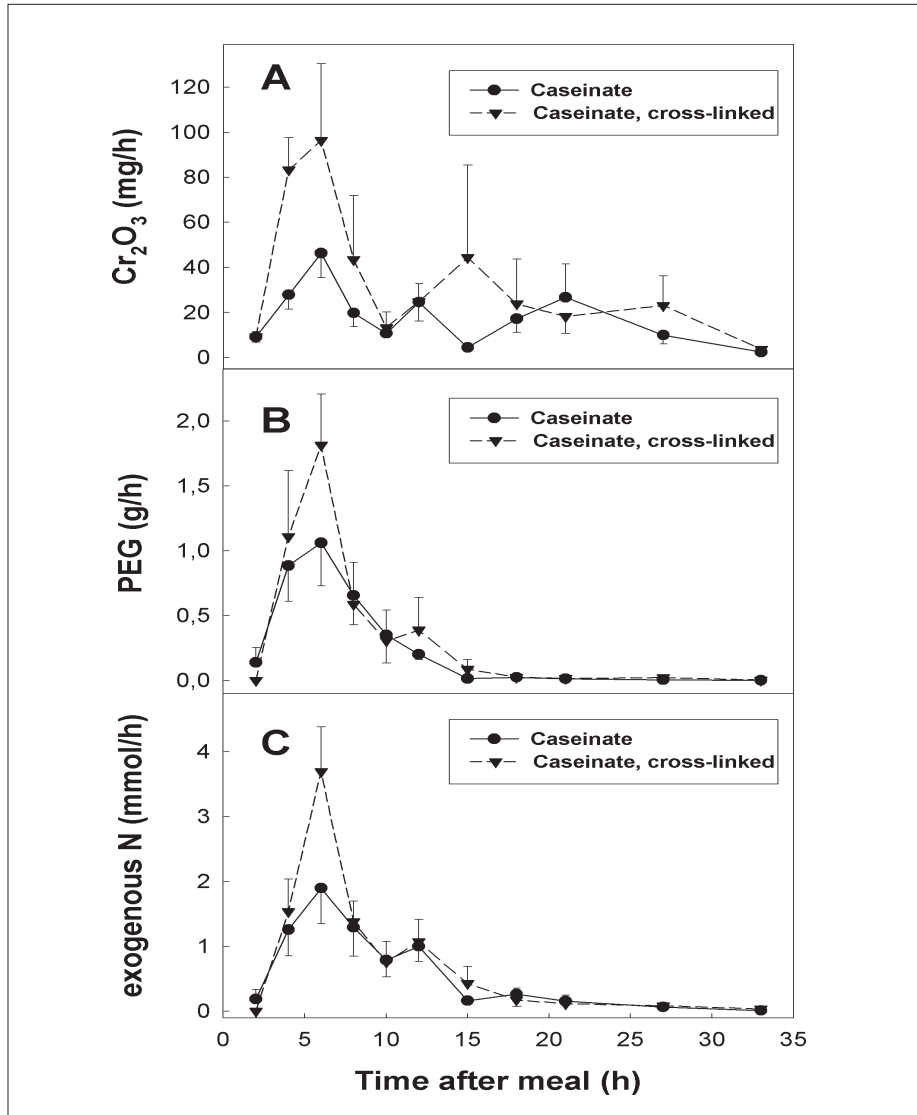 A
Caseinate
Caseinate, cross-linked
Cr2O3 (mg/h)
120
100
80
60
40
20
0
B
Caseinate
Caseinate, cross-linked
PEG (g/h)
2,0
1,5
1,0
0,5
0,0
C
Caseinate
Caseinate, cross-linked
exogenous N (mmol/h)
4
3
2
1
0
0 5 10 15 20 25 30 35
Time after meal (h)